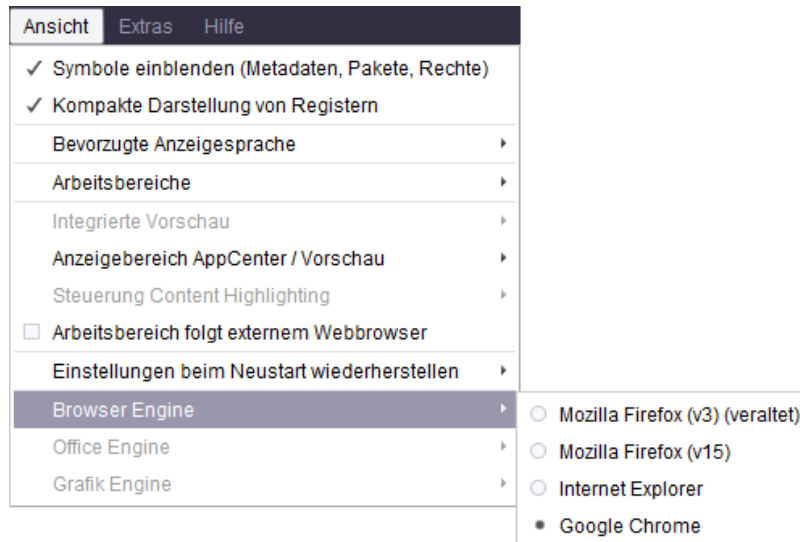 Ansicht Extras Hilfe
Symbole einblenden (Metadaten, Pakete, Rechte)
Kompakte Darstellung von Registern
Bevorzugte Anzeigesprache
Arbeitsbereiche
Integrierte Vorschau
Anzeigebereich AppCenter / Vorschau
Steuerung Content Highlighting
Arbeitsbereich folgt externem Webbrowser
Einstellungen beim Neustart wiederherstellen
Browser Engine
Office Engine
Grafik Engine
Mozilla Firefox (v3) (veraltet)
Mozilla Firefox (v15)
Internet Explorer
Google Chrome